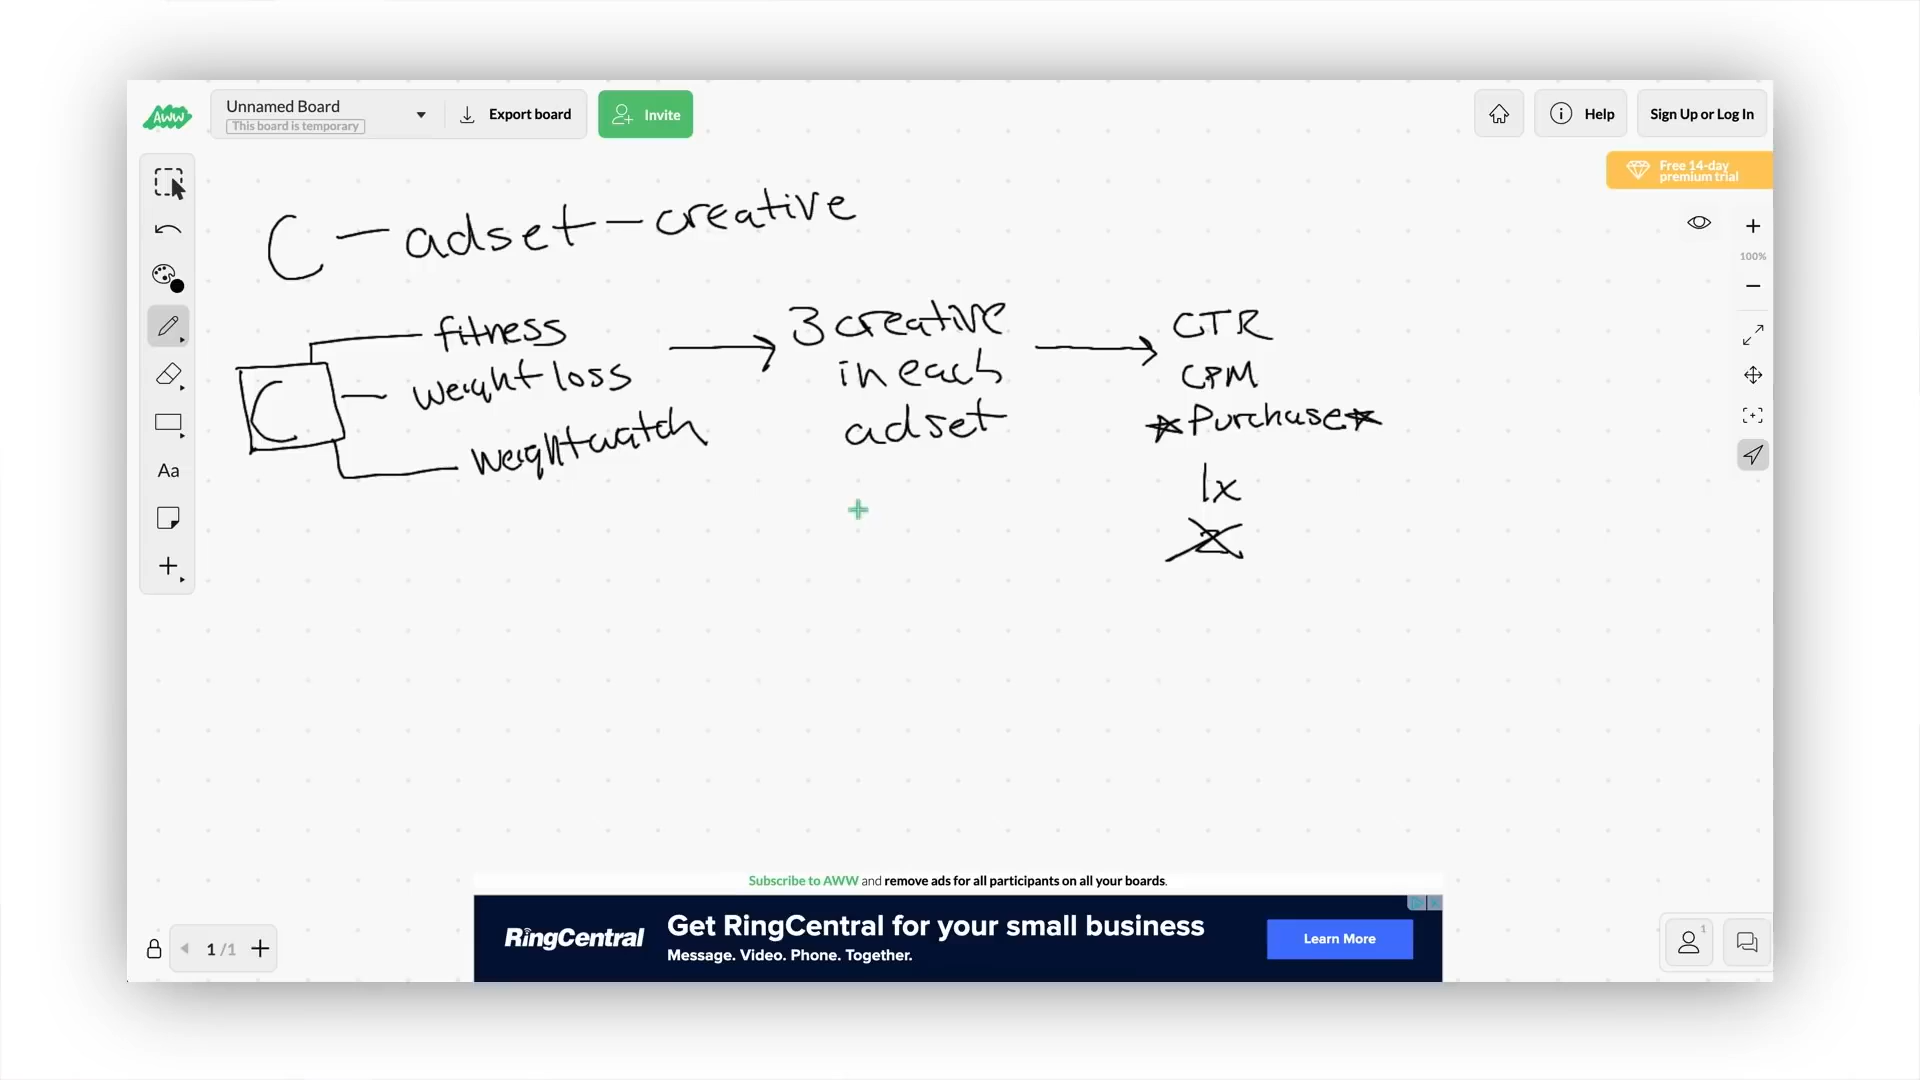 AWW
Unnamed Board
This board is temporary
Export board
Invite
Help
Sign Up or Log In
Free 14-day
premium trial
100%
Aa
C - adset - creative
C
fitness
weight loss
weightwatch
3 creative
in each
adset
CTR
CPM
Purchase
1x
Subscribe to AWW and remove ads for all participants on all your boards.
RingCentral
Get RingCentral for your small business
Message. Video. Phone. Together.
Learn More
1 / 1
1